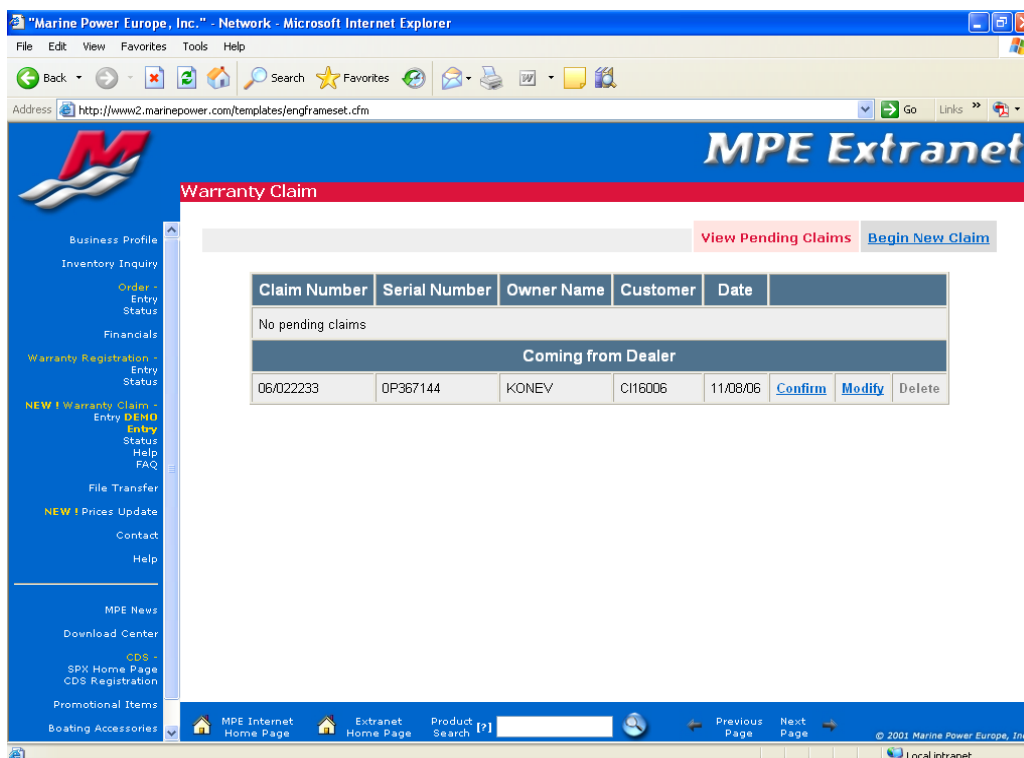 "Marine Power Europe, Inc." - Network - Microsoft Internet Explorer
File Edit View Favorites Tools Help
Back Search Favorites
Address http://www2.marinepower.com/templates/engframeset.cfm Go Links »
MPE Extranet
Warranty Claim
View Pending Claims Begin New Claim
Business Profile
Inventory Inquiry
Order -
Entry
Status
Financials
Warranty Registration -
Entry
Status
NEW ! Warranty Claim -
Entry DEMO
Entry
Status
Help
FAQ
File Transfer
NEW ! Prices Update
Contact
Help
MPE News
Download Center
CDS -
SPX Home Page
CDS Registration
Promotional Items
Boating Accessories
Claim Number Serial Number Owner Name Customer Date
No pending claims
Coming from Dealer
06/022233 0P367144 KONEV CI16006 11/08/06 Confirm Modify Delete
MPE Internet Home Page
Extranet Home Page
Product Search [?]
Previous Page
Next Page
© 2001 Marine Power Europe, Inc
Local intranet